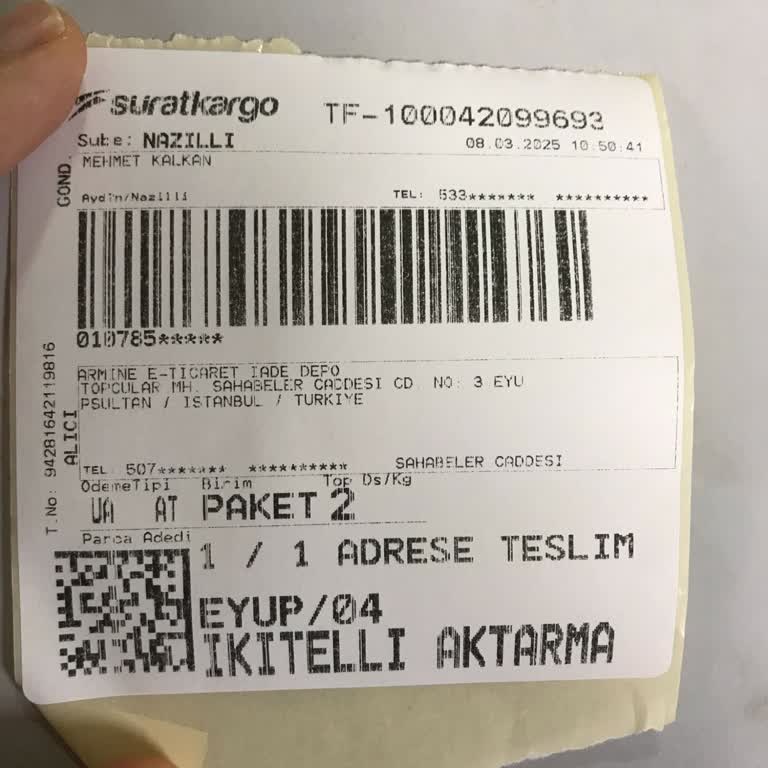 suratkargo
TF-100042099693
Sube: NAZILLI
08.03.2025 10:50:41
GOND.
MEHMET KALKAN
Aydin/Nazilli
TEL: 533******* **********
010785*****
T.No: 94281642119816
ALICI
ARMINE E-TICARET IADE DEPO
TOPCULAR MH. SAHABELER CADDESI CD. NO: 3 EYU
PSULTAN / ISTANBUL / TURKIYE
TEL: 507******* **********
SAHABELER CADDESI
OdemeTipi Birim Top Ds/Kg
UA AT PAKET 2
Parca Adedi
1 / 1 ADRESE TESLIM
EYUP/04
IKITELLI AKTARMA